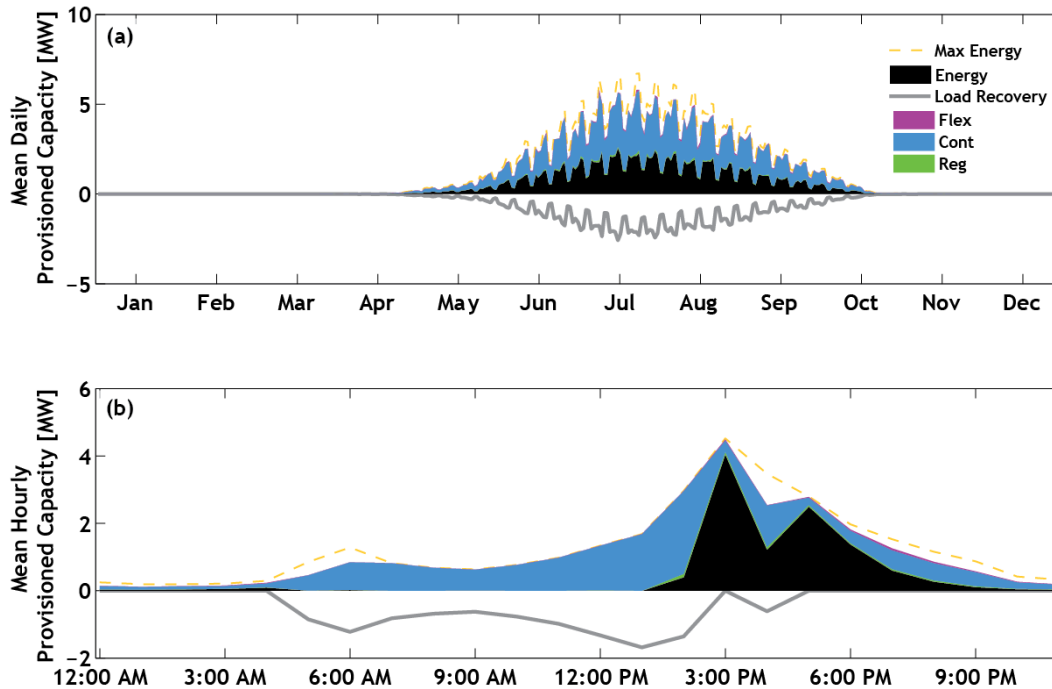 Mean Daily
Provisioned Capacity [MW]
10
5
0
−5
(a)
Max Energy
Energy
Load Recovery
Flex
Cont
Reg
Jan Feb Mar Apr May Jun Jul Aug Sep Oct Nov Dec
Mean Hourly
Provisioned Capacity [MW]
6
4
2
0
−2
(b)
12:00 AM 3:00 AM 6:00 AM 9:00 AM 12:00 PM 3:00 PM 6:00 PM 9:00 PM